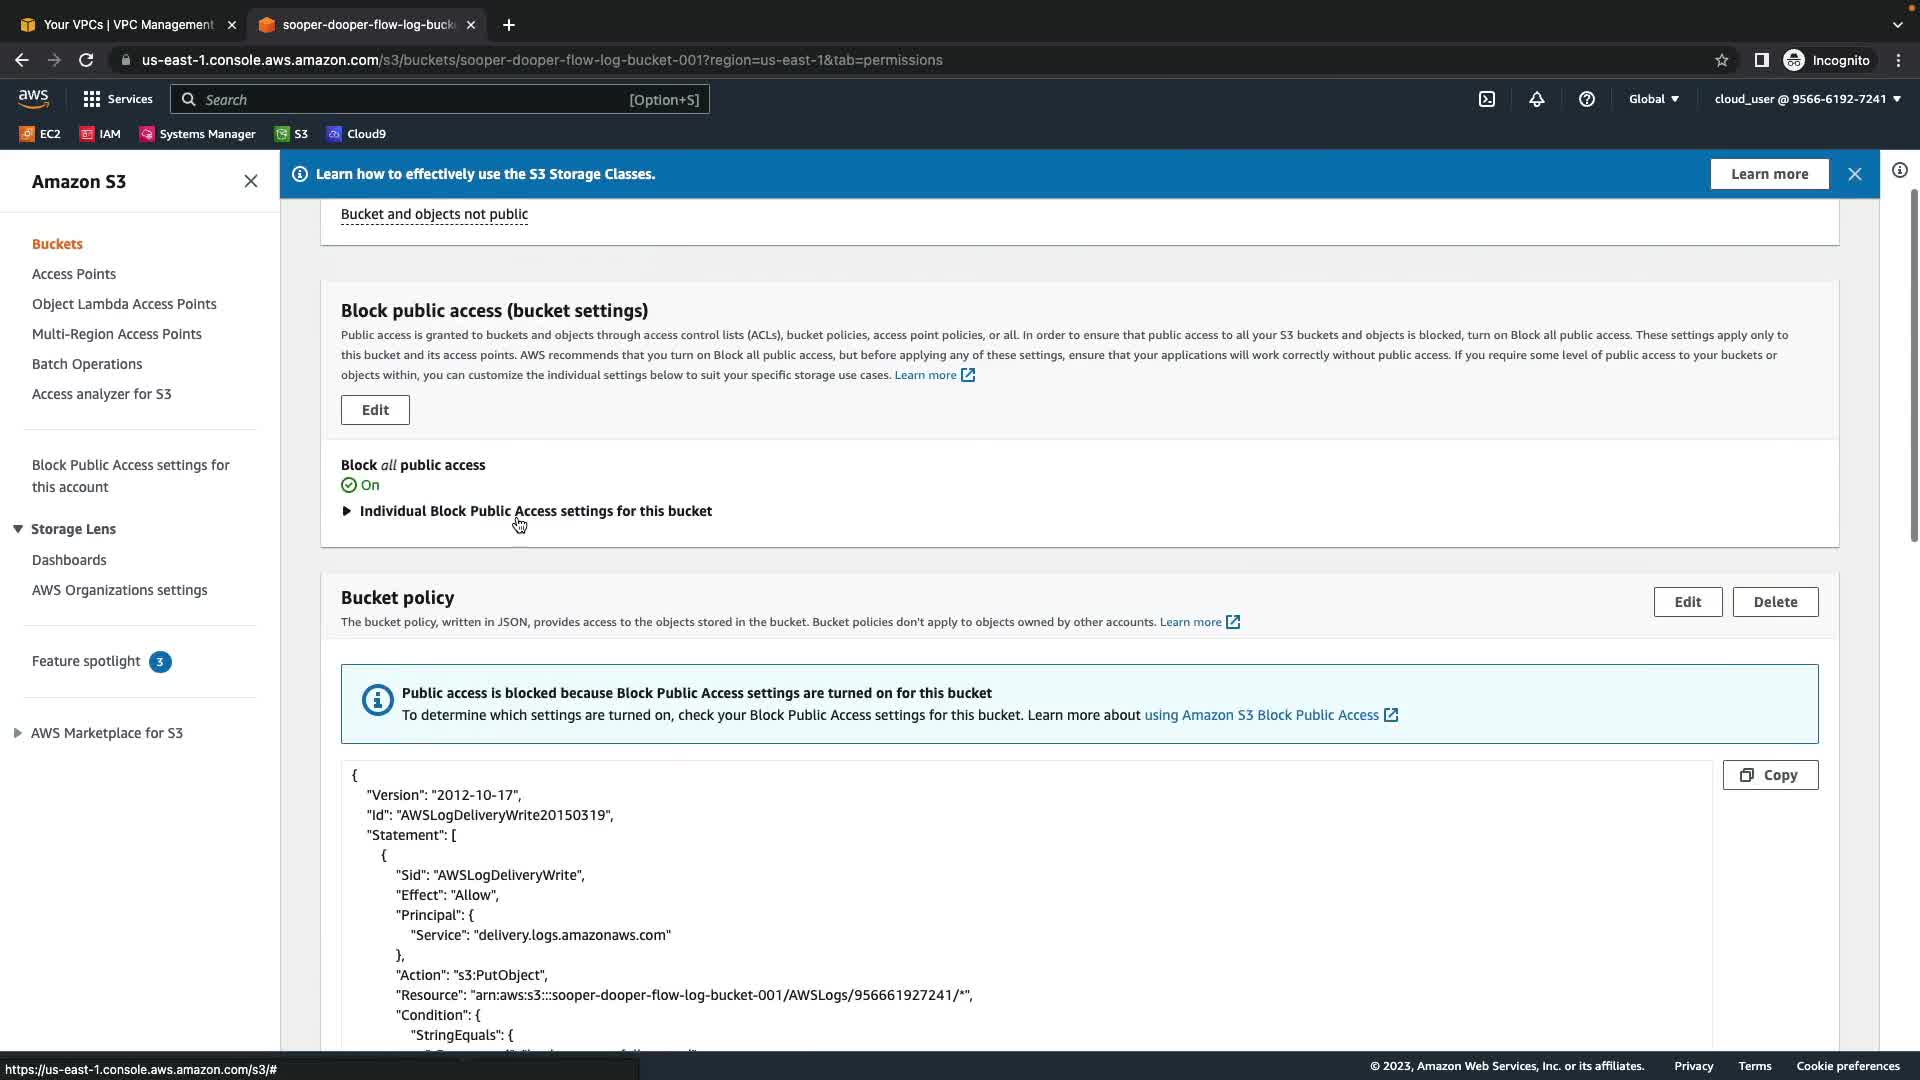 Your VPCs | VPC Management
sooper-dooper-flow-log-buck
us-east-1.console.aws.amazon.com/s3/buckets/sooper-dooper-flow-log-bucket-001?region=us-east-1&tab=permissions
Incognito
aws
Services
Search
[Option+S]
Global
cloud_user @ 9566-6192-7241
EC2
IAM
Systems Manager
S3
Cloud9
Amazon S3
Buckets
Access Points
Object Lambda Access Points
Multi-Region Access Points
Batch Operations
Access analyzer for S3
Block Public Access settings for
this account
Storage Lens
Dashboards
AWS Organizations settings
Feature spotlight 3
AWS Marketplace for S3
Learn how to effectively use the S3 Storage Classes.
Learn more
Bucket and objects not public
Block public access (bucket settings)
Public access is granted to buckets and objects through access control lists (ACLs), bucket policies, access point policies, or all. In order to ensure that public access to all your S3 buckets and objects is blocked, turn on Block all public access. These settings apply only to
this bucket and its access points. AWS recommends that you turn on Block all public access, but before applying any of these settings, ensure that your applications will work correctly without public access. If you require some level of public access to your buckets or
objects within, you can customize the individual settings below to suit your specific storage use cases. Learn more
Edit
Block all public access
On
Individual Block Public Access settings for this bucket
Bucket policy
Edit
Delete
The bucket policy, written in JSON, provides access to the objects stored in the bucket. Bucket policies don't apply to objects owned by other accounts. Learn more
Public access is blocked because Block Public Access settings are turned on for this bucket
To determine which settings are turned on, check your Block Public Access settings for this bucket. Learn more about using Amazon S3 Block Public Access
Copy
{
"Version": "2012-10-17",
"Id": "AWSLogDeliveryWrite20150319",
"Statement": [
{
"Sid": "AWSLogDeliveryWrite",
"Effect": "Allow",
"Principal": {
"Service": "delivery.logs.amazonaws.com"
},
"Action": "s3:PutObject",
"Resource": "arn:aws:s3:::sooper-dooper-flow-log-bucket-001/AWSLogs/956661927241/*",
"Condition": {
"StringEquals": {
https://us-east-1.console.aws.amazon.com/s3/#
© 2023, Amazon Web Services, Inc. or its affiliates.
Privacy
Terms
Cookie preferences